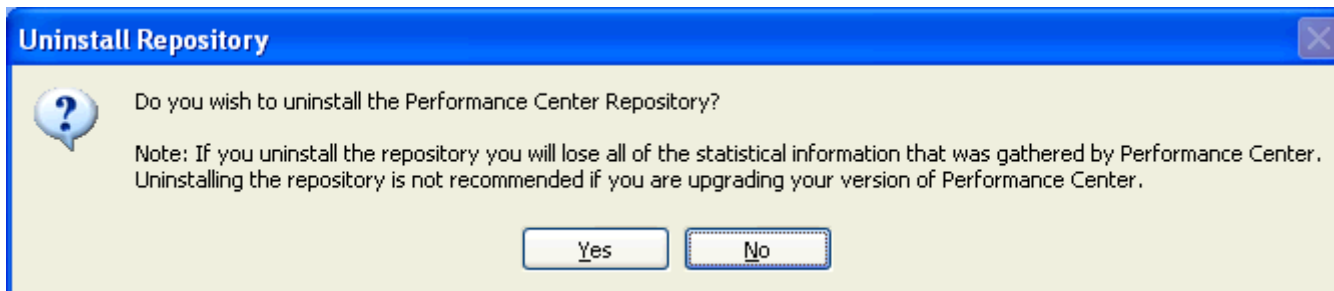 Uninstall Repository
Do you wish to uninstall the Performance Center Repository?
Note: If you uninstall the repository you will lose all of the statistical information that was gathered by Performance Center.
Uninstalling the repository is not recommended if you are upgrading your version of Performance Center.
Yes
No